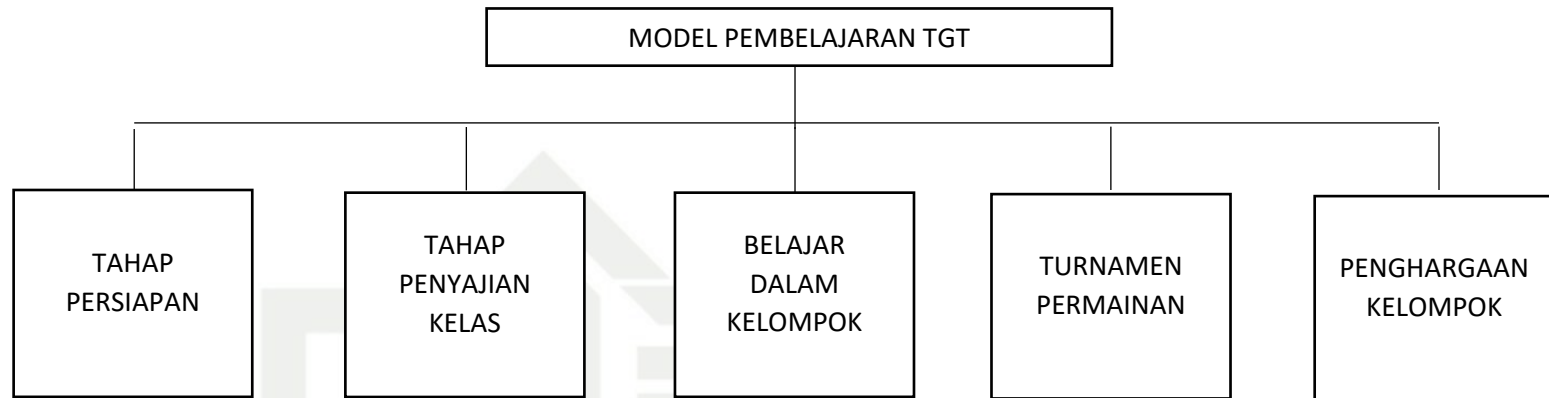 MODEL PEMBELAJARAN TGT
TAHAP
PERSIAPAN
TAHAP
PENYAJIAN
KELAS
BELAJAR
DALAM
KELOMPOK
TURNAMEN
PERMAINAN
PENGHARGAAN
KELOMPOK